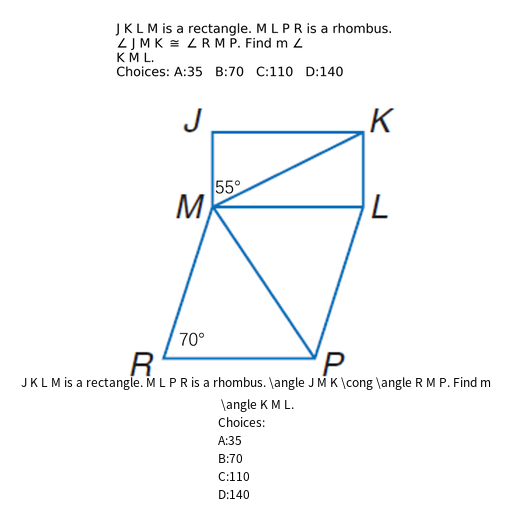 J K L M is a rectangle. M L P R is a rhombus.
∠ J M K ≅ ∠ R M P. Find m ∠
K M L.
Choices: A:35 B:70 C:110 D:140
J
K
55°
M
L
70°
R
P
J K L M is a rectangle. M L P R is a rhombus. \angle J M K \cong \angle R M P. Find m
\angle K M L.
Choices:
A:35
B:70
C:110
D:140